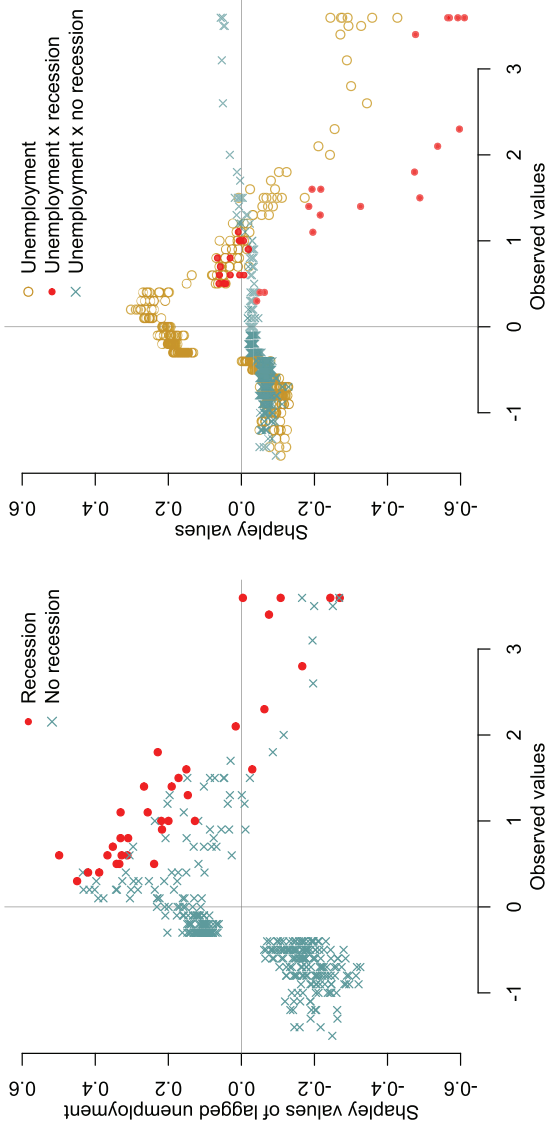 Shapley values of lagged unemployment
0.6
0.4
0.2
0.0
-0.2
-0.4
-0.6
Recession
No recession
-1 0 1 2 3
Observed values
Shapley values
0.6
0.4
0.2
0.0
-0.2
-0.4
-0.6
Unemployment
Unemployment x recession
Unemployment x no recession
-1 0 1 2 3
Observed values